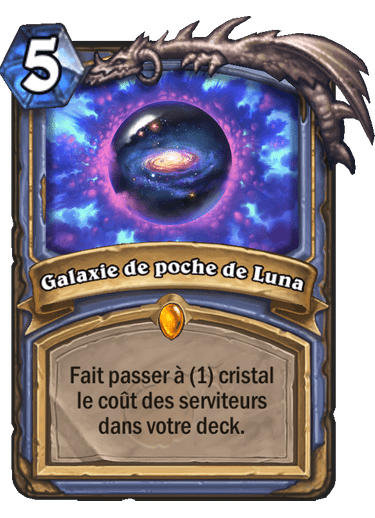 5
Galaxie de poche de Luna
Fait passer à (1) cristal
le coût des serviteurs
dans votre deck.